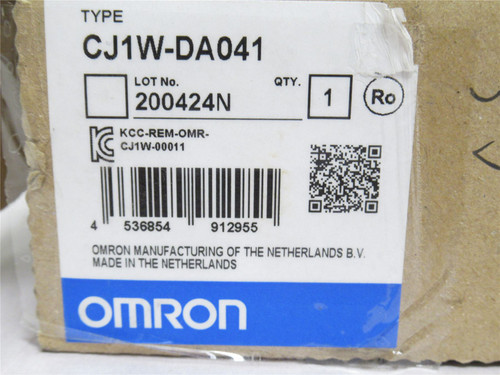 TYPE
CJ1W-DA041
LOT No. QTY.
200424N 1 Ro
KCC-REM-OMR-
CJ1W-00011
4 536854 912955
OMRON MANUFACTURING OF THE NETHERLANDS B.V.
MADE IN THE NETHERLANDS
OMRON